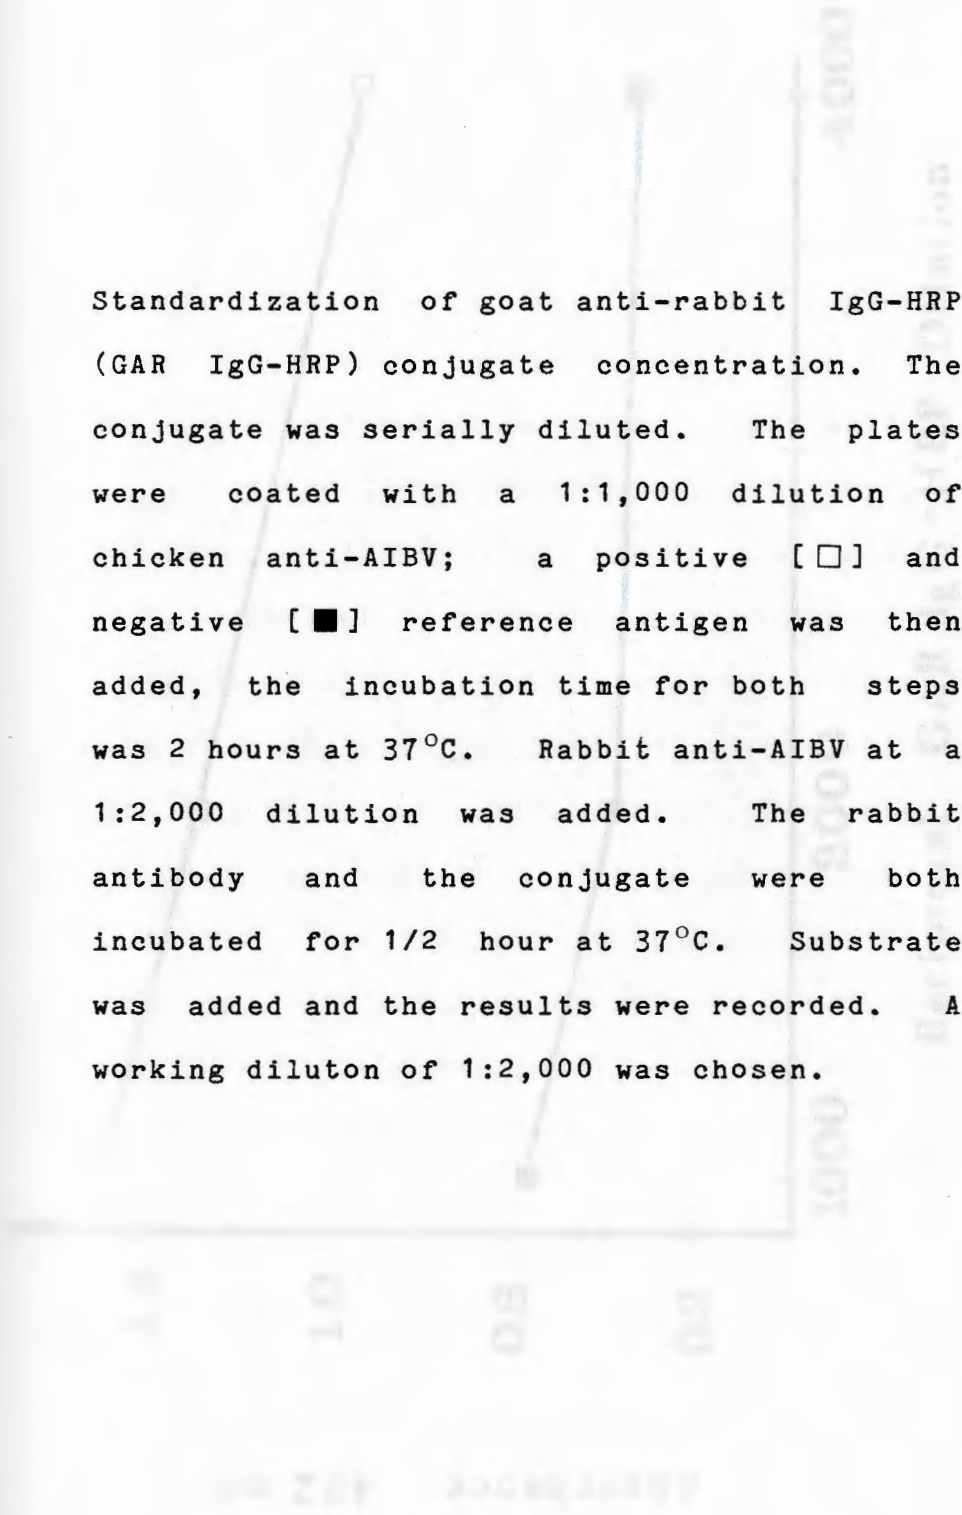 Standardization of goat anti-rabbit IgG-HRP
(GAR IgG-HRP) conjugate concentration. The
conjugate was serially diluted. The plates
were coated with a 1:1,000 dilution of
chicken anti-AIBV; a positive [□] and
negative [■] reference antigen was then
added, the incubation time for both steps
was 2 hours at 37°C. Rabbit anti-AIBV at a
1:2,000 dilution was added. The rabbit
antibody and the conjugate were both
incubated for 1/2 hour at 37°C. Substrate
was added and the results were recorded. A
working diluton of 1:2,000 was chosen.